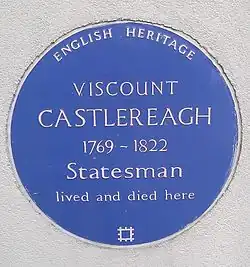 ENGLISH HERITAGE
VISCOUNT
CASTLEREAGH
1769 ~ 1822
Statesman
lived and died here